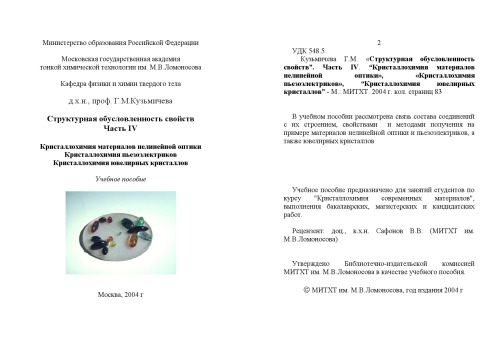 Министерство образования Российской Федерации
Московская государственная академия
тонкой химической технологии им. М.В.Ломоносова
Кафедра физики и химии твердого тела
д.х.н., проф. Г.М.Кузьмичева
Структурная обусловленность свойств
Часть IV
Кристаллохимия материалов нелинейной оптики
Кристаллохимия пьезоэлектриков
Кристаллохимия ювелирных кристаллов
Учебное пособие
Москва, 2004 г
2
УДК 548.5
Кузьмичева Г.М. «Структурная обусловленность
свойств". Часть IV. "Кристаллохимия материалов
нелинейной оптики», «Кристаллохимия
пьезоэлектриков», "Кристаллохимия ювелирных
кристаллов" - М.: МИТХТ. 2004 г. кол. страниц 83
В учебном пособии рассмотрена связь состава соединений
с их строением, свойствами и методами получения на
примере материалов нелинейной оптики и пьезоэлектриков, а
также ювелирных кристаллов
Учебное пособие предназначено для занятий студентов по
курсу "Кристаллохимия современных материалов",
выполнения бакалаврских, магистерских и кандидатских
работ.
Рецензент: доц., к.х.н. Сафонов В.В. (МИТХТ им.
М.В.Ломоносова)
Утверждено Библиотечно-издательской комиссией
МИТХТ им. М.В.Ломоносова в качестве учебного пособия.
© МИТХТ им. М.В.Ломоносова, год издания 2004 г